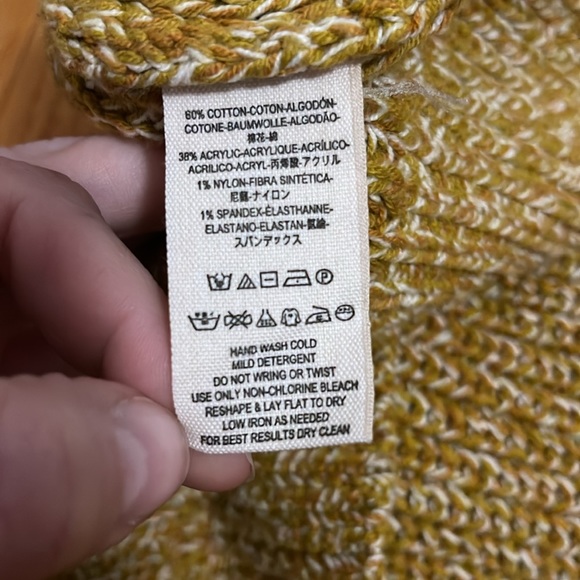 60% COTTON-COTON-ALGODÓN-
COTONE-BAUMWOLLE-ALGODÃO-
棉花-綿
38% ACRYLIC-ACRYLIQUE-ACRÍLICO-
ACRILICO-ACRYL-丙烯酸-アクリル
1% NYLON-FIBRA SINTÉTICA-
尼龍-ナイロン
1% SPANDEX-ÉLASTHANNE-
ELASTANO-ELASTAN-氨綸-
スパンデックス
HAND WASH COLD
MILD DETERGENT
DO NOT WRING OR TWIST
USE ONLY NON-CHLORINE BLEACH
RESHAPE & LAY FLAT TO DRY
LOW IRON AS NEEDED
FOR BEST RESULTS DRY CLEAN